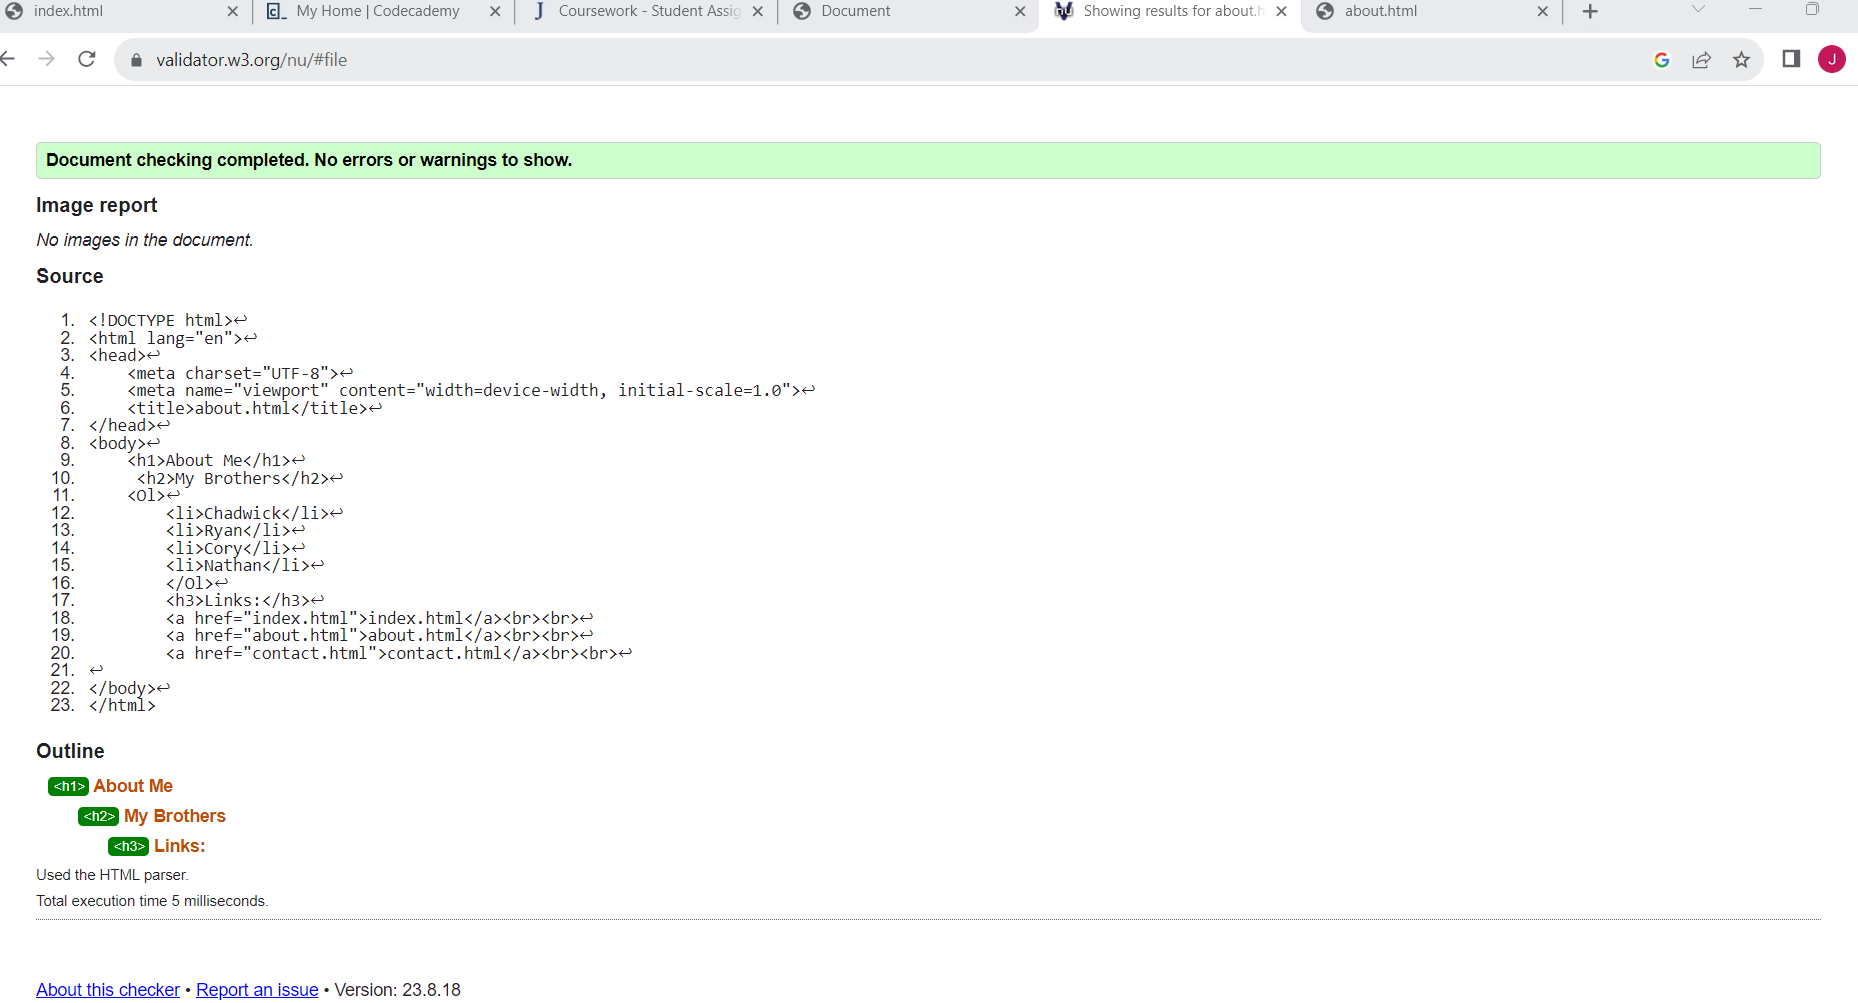 index.html
My Home | Codecademy
Coursework - Student Assig
Document
Showing results for about.h
about.html
validator.w3.org/nu/#file
J
Document checking completed. No errors or warnings to show.
Image report
No images in the document.
Source
1. <!DOCTYPE html>↩
2. <html lang="en">↩
3. <head>↩
4. <meta charset="UTF-8">↩
5. <meta name="viewport" content="width=device-width, initial-scale=1.0">↩
6. <title>about.html</title>↩
7. </head>↩
8. <body>↩
9. <h1>About Me</h1>↩
10. <h2>My Brothers</h2>↩
11. <Ol>↩
12. <li>Chadwick</li>↩
13. <li>Ryan</li>↩
14. <li>Cory</li>↩
15. <li>Nathan</li>↩
16. </Ol>↩
17. <h3>Links:</h3>↩
18. <a href="index.html">index.html</a><br><br>↩
19. <a href="about.html">about.html</a><br><br>↩
20. <a href="contact.html">contact.html</a><br><br>↩
21. ↩
22. </body>↩
23. </html>
Outline
<h1> About Me
<h2> My Brothers
<h3> Links:
Used the HTML parser.
Total execution time 5 milliseconds.
About this checker • Report an issue • Version: 23.8.18